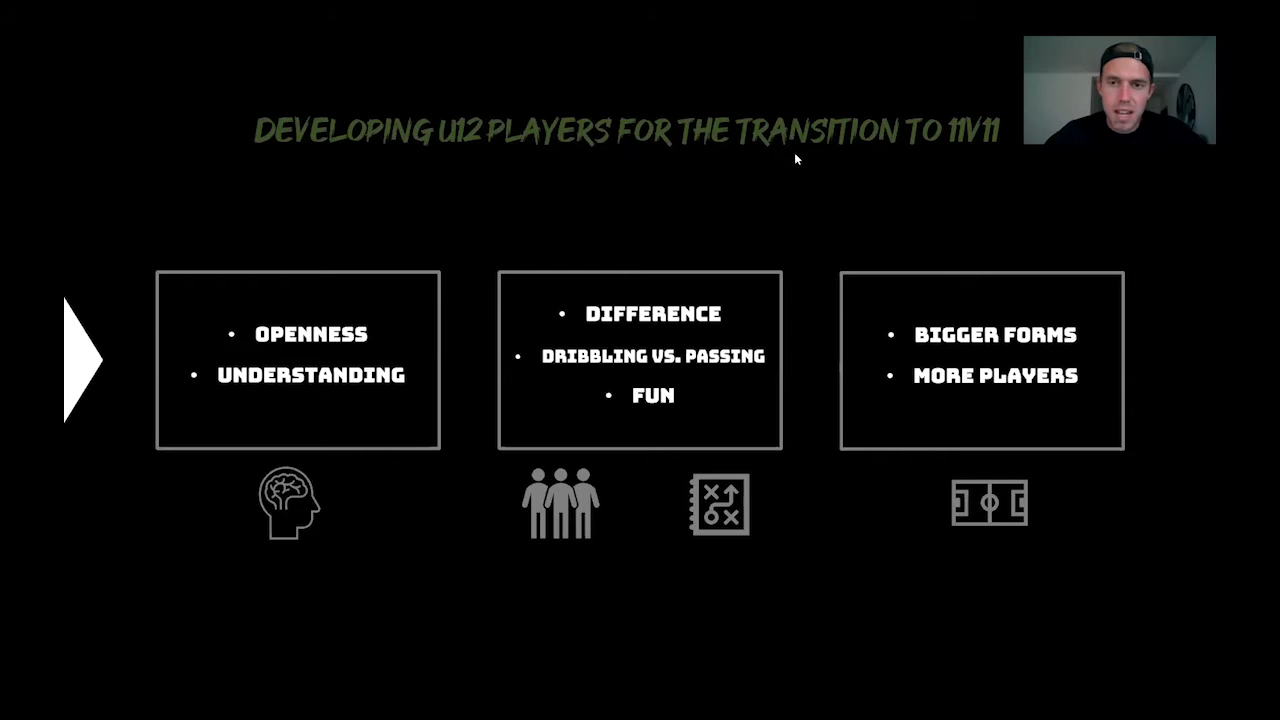 DEVELOPING U12 PLAYERS FOR THE TRANSITION TO 11V11
• OPENNESS
• UNDERSTANDING
• DIFFERENCE
• DRIBBLING VS. PASSING
• FUN
• BIGGER FORMS
• MORE PLAYERS